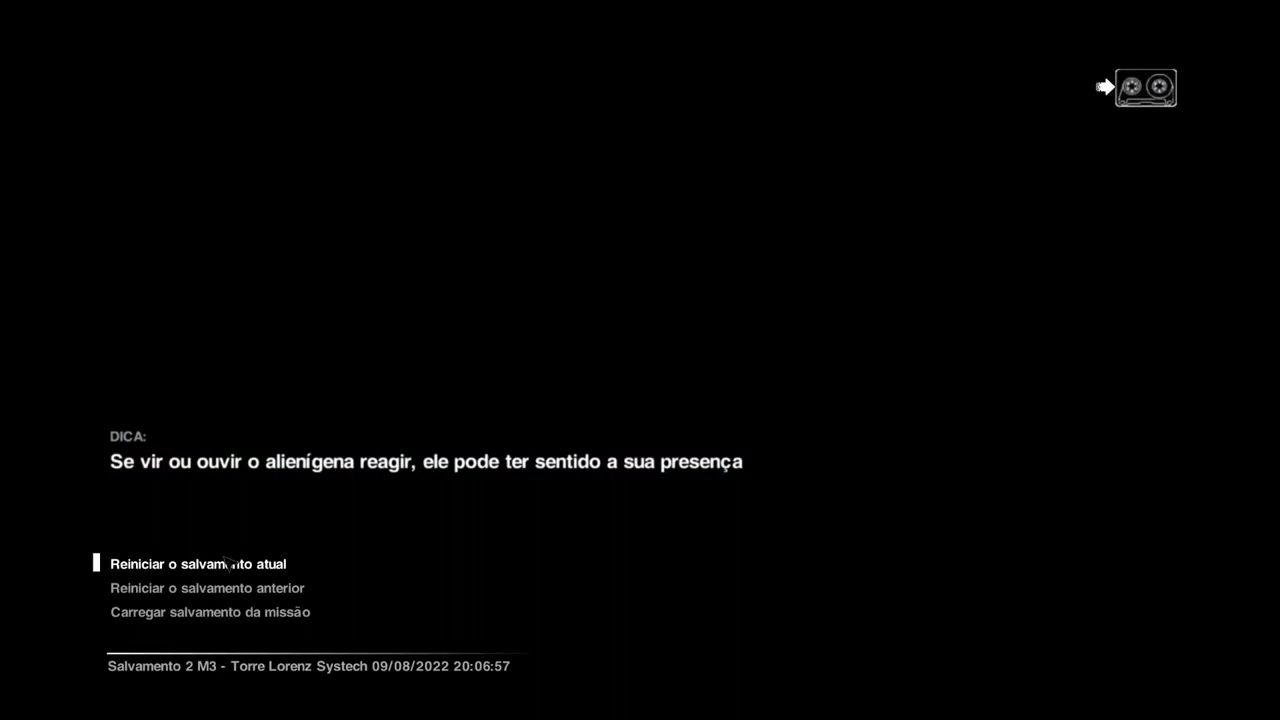 DICA:
Se vir ou ouvir o alienígena reagir, ele pode ter sentido a sua presença
Reiniciar o salvamento atual
Reiniciar o salvamento anterior
Carregar salvamento da missão
Salvamento 2 M3 - Torre Lorenz Systech 09/08/2022 20:06:57